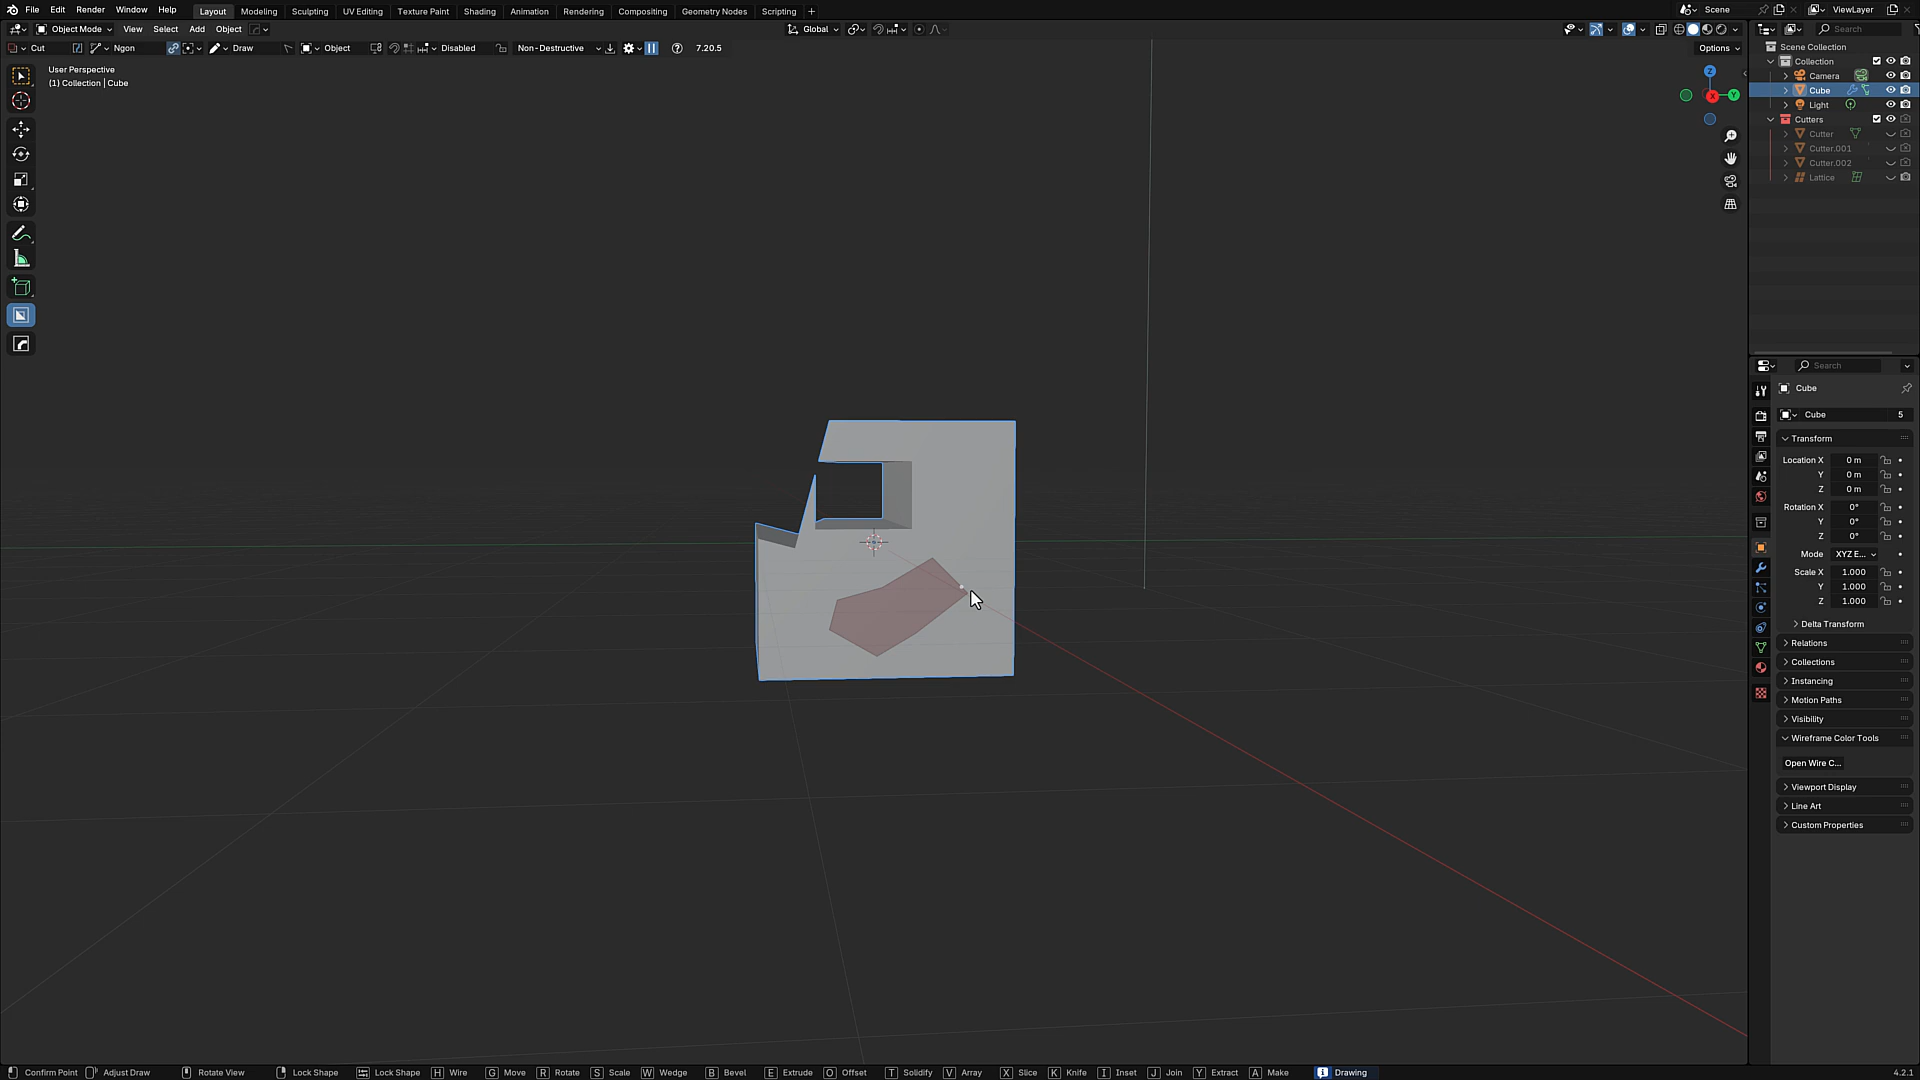 File Edit Render Window Help Layout Modeling Sculpting UV Editing Texture Paint Shading Animation Rendering Compositing Geometry Nodes Scripting + Scene ViewLayer
Object Mode View Select Add Object Global Search
Cut Ngon Draw Object Disabled Non-Destructive 7.20.5 Options
User Perspective
(1) Collection | Cube
Z
Y
X
Scene Collection
Collection
Camera
Cube
Light
Cutters
Cutter
Cutter.001
Cutter.002
Lattice
Search
Cube
Cube 5
Transform
Location X 0 m
Y 0 m
Z 0 m
Rotation X 0°
Y 0°
Z 0°
Mode XYZ E...
Scale X 1.000
Y 1.000
Z 1.000
Delta Transform
Relations
Collections
Instancing
Motion Paths
Visibility
Wireframe Color Tools
Open Wire C...
Viewport Display
Line Art
Custom Properties
Confirm Point Adjust Draw Rotate View Lock Shape Lock Shape H Wire G Move R Rotate S Scale W Wedge B Bevel E Extrude O Offset T Solidify V Array X Slice K Knife I Inset J Join Y Extract A Make Drawing 4.2.1